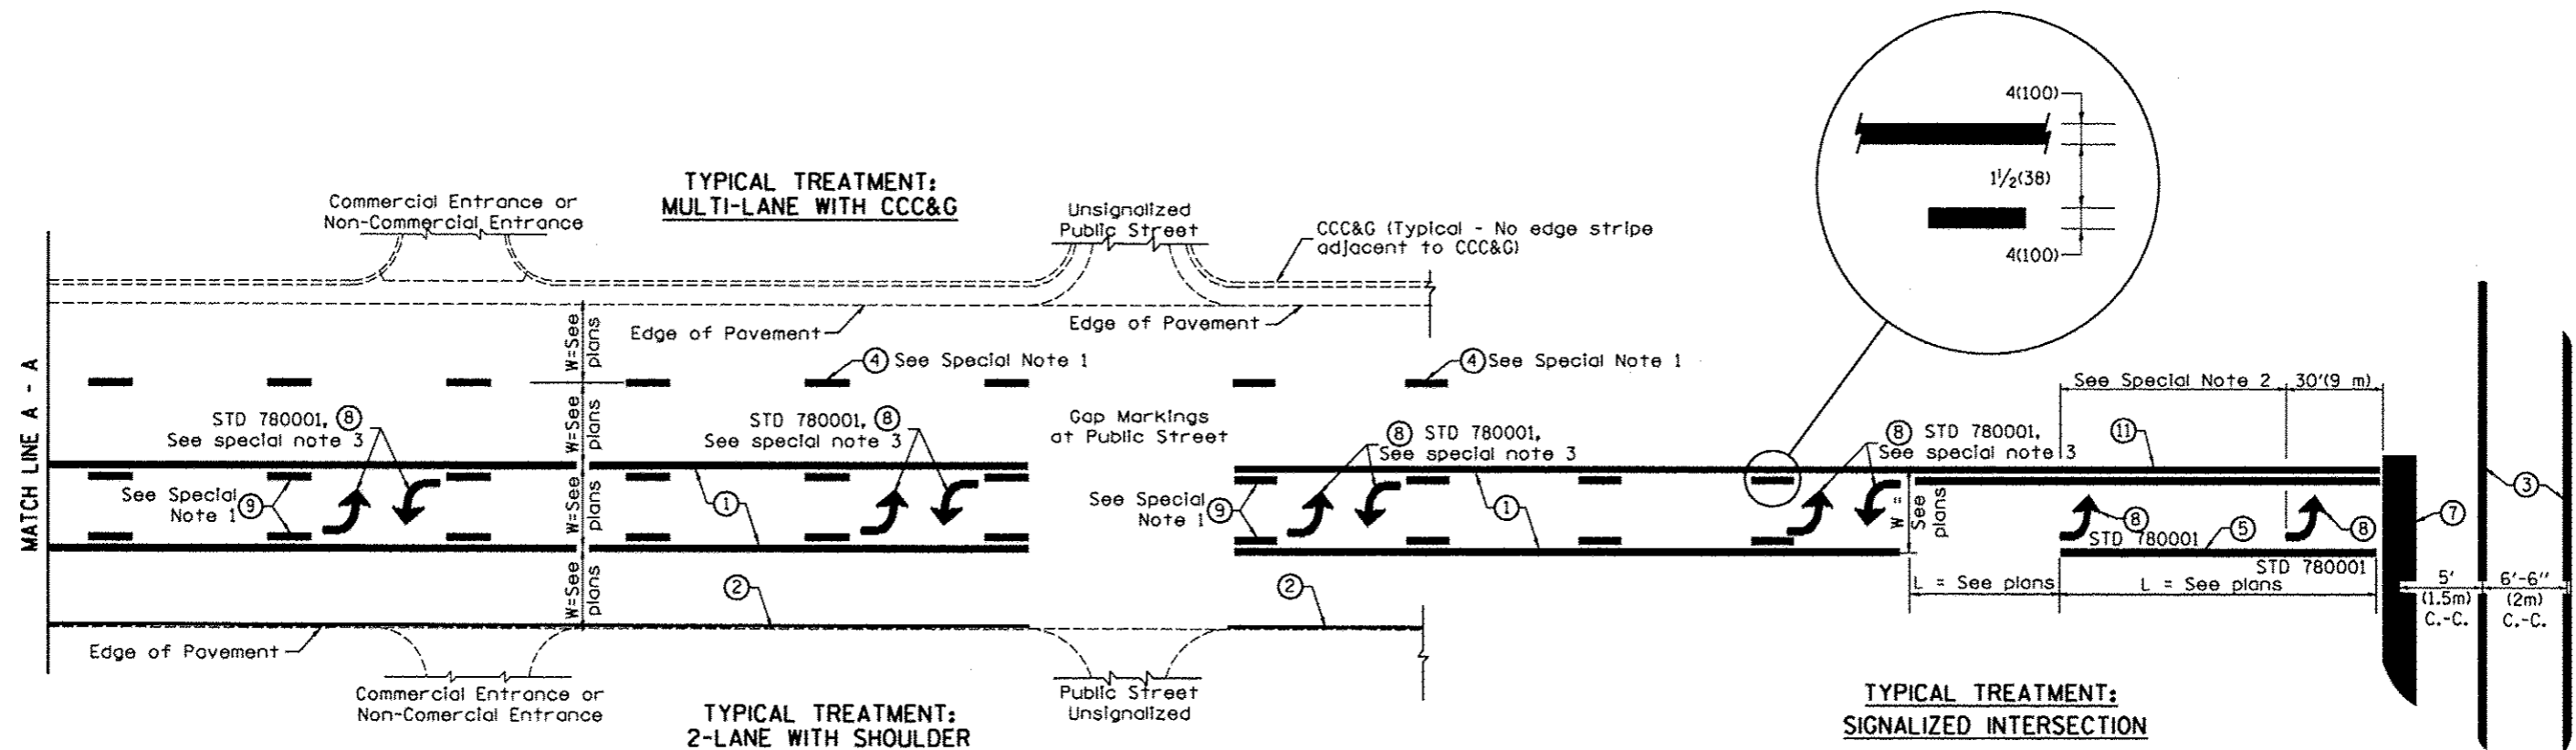 4(100)
1½(38)
4(100)
TYPICAL TREATMENT:
MULTI-LANE WITH CCC&G
Commercial Entrance or
Non-Commercial Entrance
Unsignalized
Public Street
CCC&G (Typical - No edge stripe
adjacent to CCC&G)
Edge of Pavement
Edge of Pavement
MATCH LINE A - A
W=See
plans
W=See
plans
W=See
plans
W=See
plans
4 See Special Note 1
4 See Special Note 1
See Special Note 2
30'(9 m)
STD 780001, 8
See special note 3
STD 780001, 8
See special note 3
Gap Markings
at Public Street
8 STD 780001,
See special note 3
8 STD 780001,
See special note 3
11
See Special
Note 1
9
1
See Special
Note 1
9
1
W =
See
plans
8
STD 780001
5
8
STD 780001
7
3
2
2
L = See plans
L = See plans
5'
(1.5m)
C.-C.
6'-6"
(2m)
C.-C.
Edge of Pavement
Commercial Entrance or
Non-Comercial Entrance
Public Street
Unsignalized
TYPICAL TREATMENT:
2-LANE WITH SHOULDER
TYPICAL TREATMENT:
SIGNALIZED INTERSECTION